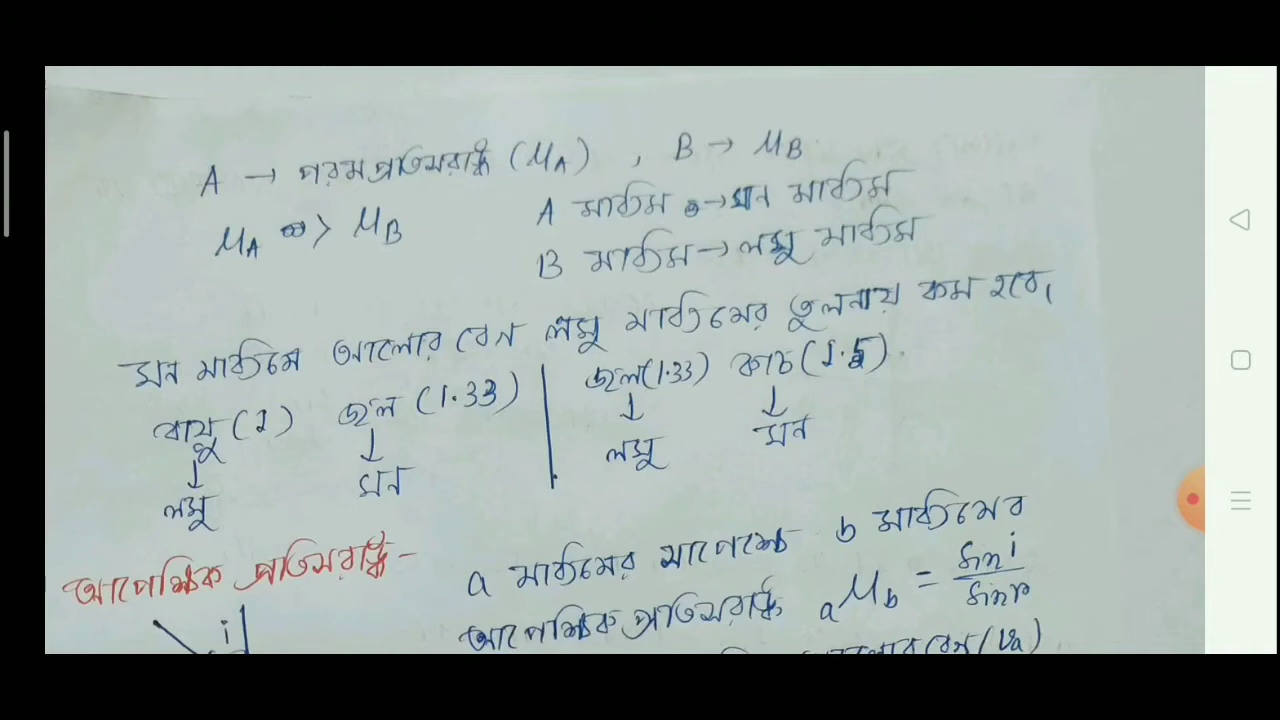 A → পরম প্রতিসরাঙ্ক (μA) , B → μB
μA > μB
A মাধ্যম → ঘন মাধ্যম
B মাধ্যম → লঘু মাধ্যম
ঘন মাধ্যমে আলোর বেগ লঘু মাধ্যমের তুলনায় কম হবে।
বায়ু (1) জল (1.33) | জল (1.33) কাচ (1.5)
↓ ↓ ↓ ↓
লঘু ঘন লঘু ঘন
আপেক্ষিক প্রতিসরাঙ্ক -
i
a মাধ্যমের সাপেক্ষে b মাধ্যমের
আপেক্ষিক প্রতিসরাঙ্ক aμb = sin i / sin r
আলোর বেগ (va)